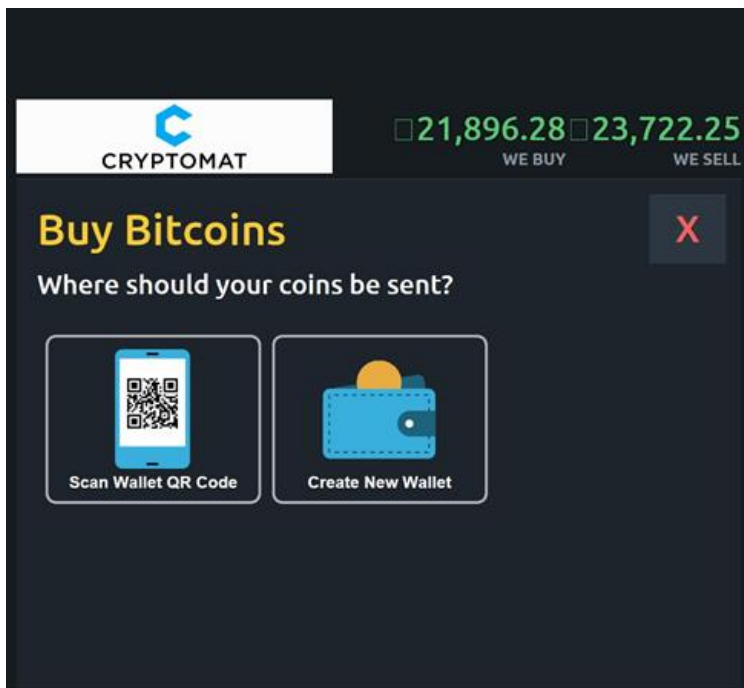 CRYPTOMAT
21,896.28 23,722.25
WE BUY WE SELL
Buy Bitcoins
X
Where should your coins be sent?
Scan Wallet QR Code
Create New Wallet